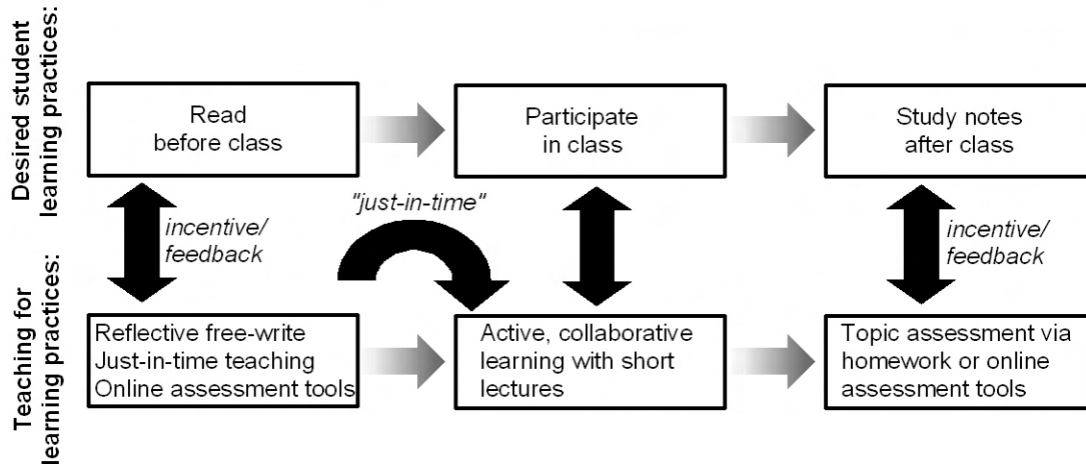 Desired student
learning practices:
Read
before class
Participate
in class
Study notes
after class
incentive/
feedback
"just-in-time"
incentive/
feedback
Teaching for
learning practices:
Reflective free-write
Just-in-time teaching
Online assessment tools
Active, collaborative
learning with short
lectures
Topic assessment via
homework or online
assessment tools